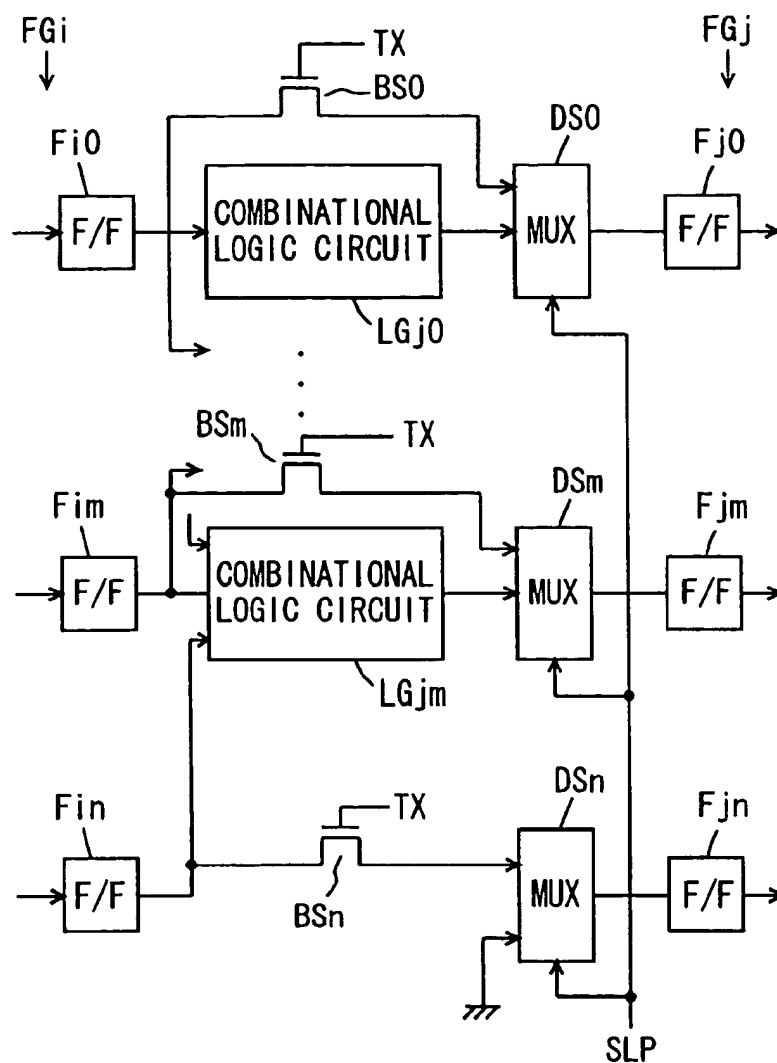 FGi
TX
FGj
BS0
DS0
Fi0
Fj0
F/F
COMBINATIONAL
LOGIC CIRCUIT
MUX
F/F
LGj0
BSm
TX
DSm
Fim
Fjm
F/F
COMBINATIONAL
LOGIC CIRCUIT
MUX
F/F
LGjm
DSn
Fin
TX
Fjn
F/F
BSn
MUX
F/F
SLP